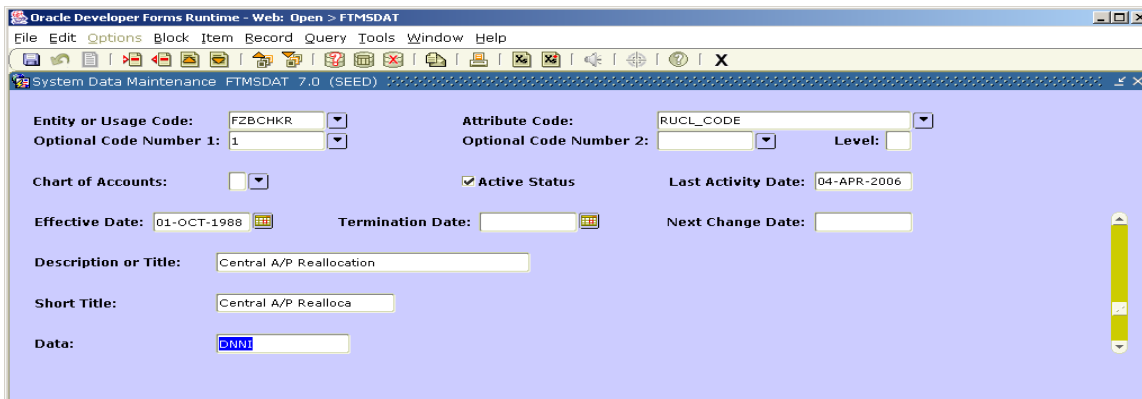 Oracle Developer Forms Runtime - Web: Open > FTMSDAT
File Edit Options Block Item Record Query Tools Window Help
System Data Maintenance FTMSDAT 7.0 (SEED)
Entity or Usage Code: FZBCHKR Attribute Code: RUCL_CODE
Optional Code Number 1: 1 Optional Code Number 2: Level:
Chart of Accounts: Active Status Last Activity Date: 04-APR-2006
Effective Date: 01-OCT-1988 Termination Date: Next Change Date:
Description or Title: Central A/P Reallocation
Short Title: Central A/P Realloca
Data: DNNI